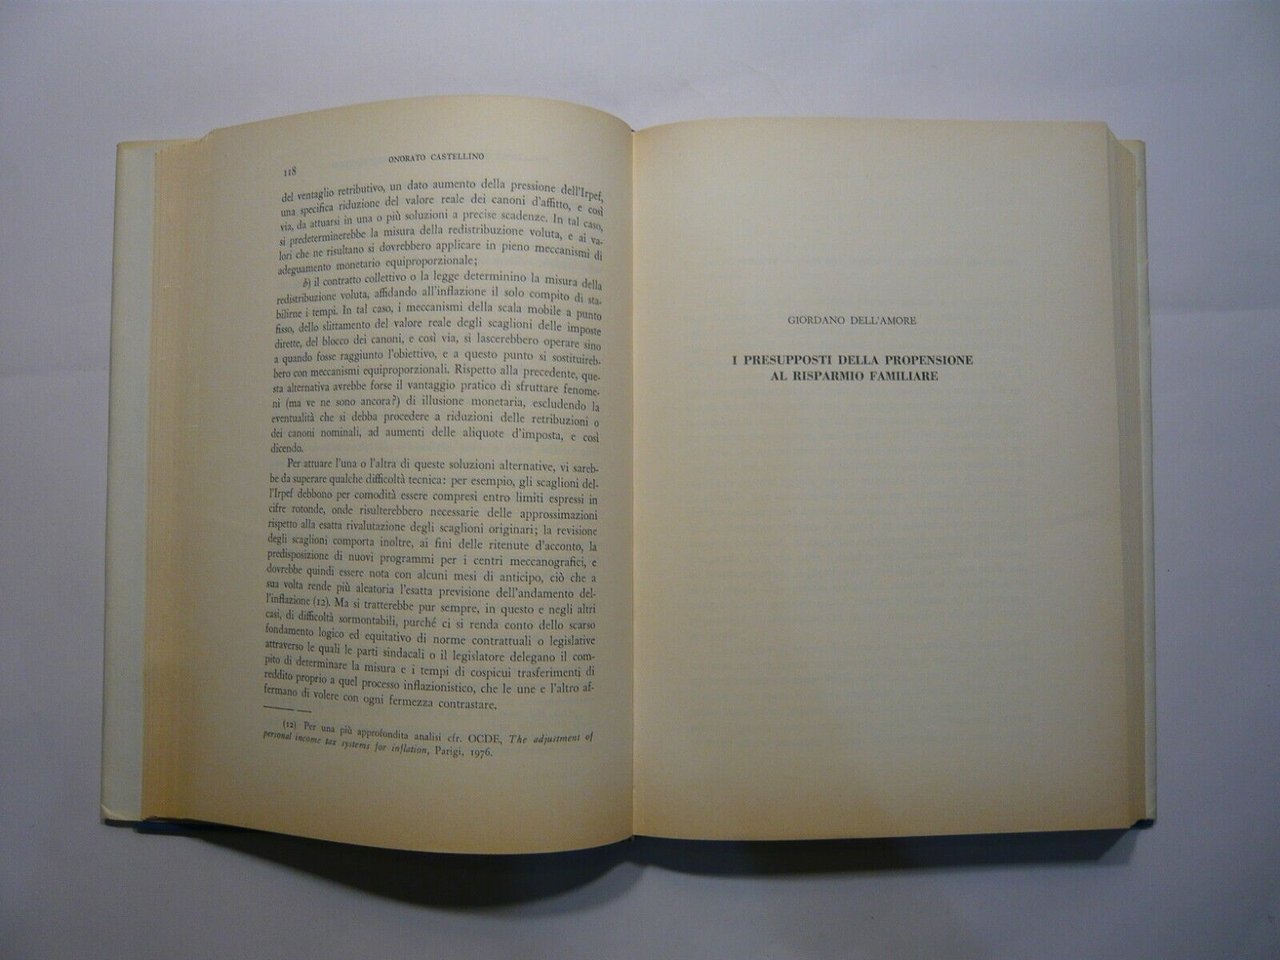 118
ONORATO CASTELLINO
del ventaglio retributivo, un dato aumento della pressione dell'Irpef,
una specifica riduzione del valore reale dei canoni d'affitto, e così
via, da attuarsi in una o più soluzioni a precise scadenze. In tal caso,
si predeterminerebbe la misura della redistribuzione voluta, e ai va-
lori che ne risultano si dovrebbero applicare in pieno meccanismi di
adeguamento monetario equiproporzionale;
b) il contratto collettivo o la legge determinino la misura della
redistribuzione voluta, affidando all'inflazione il solo compito di sta-
bilirne i tempi. In tal caso, i meccanismi della scala mobile a punto
fisso, dello slittamento del valore reale degli scaglioni delle imposte
dirette, del blocco dei canoni, e così via, si lascerebbero operare sino
a quando fosse raggiunto l'obiettivo, e a questo punto si sostituireb-
bero con meccanismi equiproporzionali. Rispetto alla precedente, que-
sta alternativa avrebbe forse il vantaggio pratico di sfruttare fenome-
ni (ma ve ne sono ancora?) di illusione monetaria, escludendo la
eventualità che si debba procedere a riduzioni delle retribuzioni o
dei canoni nominali, ad aumenti delle aliquote d'imposta, e così
dicendo.
Per attuare l'una o l'altra di queste soluzioni alternative, vi sareb-
be da superare qualche difficoltà tecnica: per esempio, gli scaglioni del-
l'Irpef debbono per comodità essere compresi entro limiti espressi in
cifre rotonde, onde risulterebbero necessarie delle approssimazioni
rispetto alla esatta rivalutazione degli scaglioni originari; la revisione
degli scaglioni comporta inoltre, ai fini delle ritenute d'acconto, la
predisposizione di nuovi programmi per i centri meccanografici, e
dovrebbe quindi essere nota con alcuni mesi di anticipo, ciò che a
sua volta rende più aleatoria l'esatta previsione dell'andamento del-
l'inflazione (12). Ma si tratterebbe pur sempre, in questo e negli altri
casi, di difficoltà sormontabili, purché ci si renda conto dello scarso
fondamento logico ed equitativo di norme contrattuali o legislative
attraverso le quali le parti sindacali o il legislatore delegano il com-
pito di determinare la misura e i tempi di cospicui trasferimenti di
reddito proprio a quel processo inflazionistico, che le une e l'altro af-
fermano di volere con ogni fermezza contrastare.
(12) Per una più approfondita analisi cfr. OCDE, The adjustment of
personal income tax systems for inflation, Parigi, 1976.
GIORDANO DELL'AMORE
I PRESUPPOSTI DELLA PROPENSIONE
AL RISPARMIO FAMILIARE